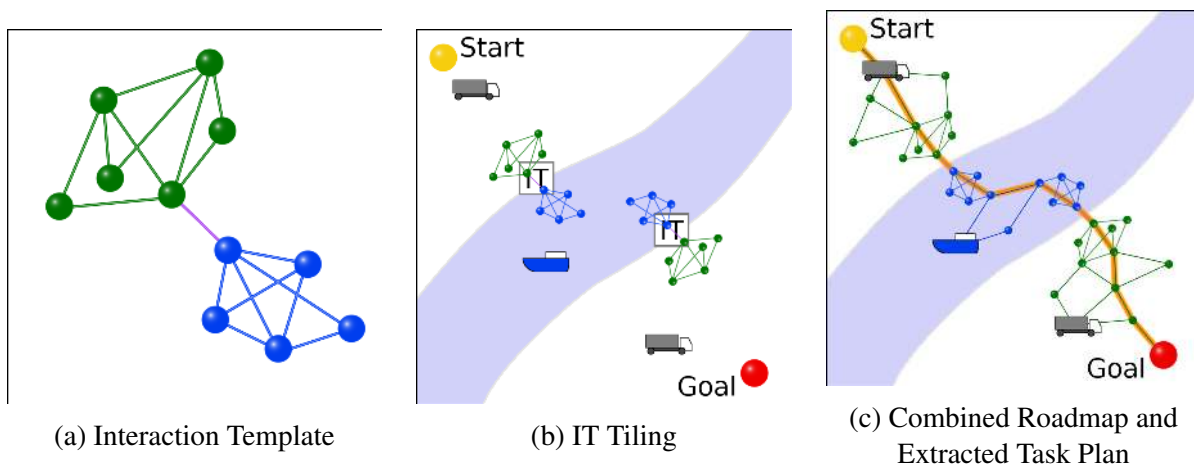 Start
IT
IT
Goal
Start
Goal
(a) Interaction Template
(b) IT Tiling
(c) Combined Roadmap and
Extracted Task Plan